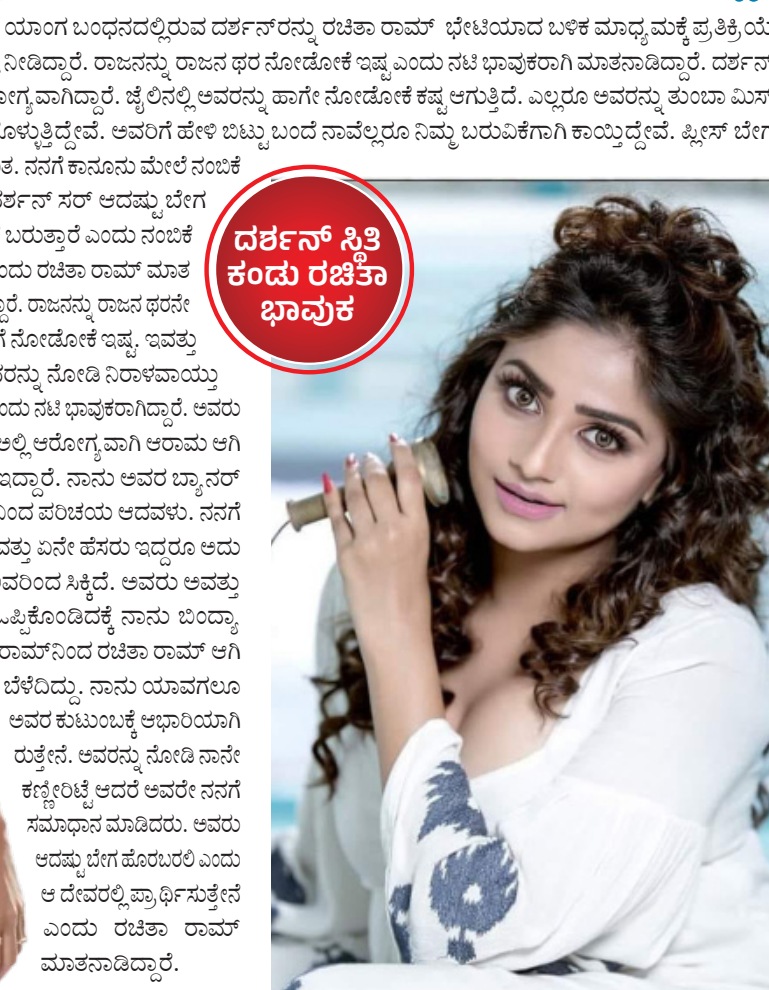 ಯಾಂಗ ಬಂಧನದಲ್ಲಿರುವ ದರ್ಶನ್‌ರನ್ನು ರಚಿತಾ ರಾಮ್ ಭೇಟಿಯಾದ ಬಳಿಕ ಮಾಧ್ಯಮಕ್ಕೆ ಪ್ರತಿಕ್ರಿಯೆ
ನೀಡಿದ್ದಾರೆ. ರಾಜನನ್ನು ರಾಜನ ಥರ ನೋಡೋಕೆ ಇಷ್ಟ ಎಂದು ನಟಿ ಭಾವುಕರಾಗಿ ಮಾತನಾಡಿದ್ದಾರೆ. ದರ್ಶನ್
ರೋಗ್ಯವಾಗಿದ್ದಾರೆ. ಜೈಲಿನಲ್ಲಿ ಅವರನ್ನು ಹಾಗೇ ನೋಡೋಕೆ ಕಷ್ಟ ಆಗುತ್ತಿದೆ. ಎಲ್ಲರೂ ಅವರನ್ನು ತುಂಬಾ ಮಿಸ್
ೊಳ್ಳುತ್ತಿದ್ದೇವೆ. ಅವರಿಗೆ ಹೇಳಿ ಬಿಟ್ಟು ಬಂದೆ ನಾವೆಲ್ಲರೂ ನಿಮ್ಮ ಬರುವಿಕೆಗಾಗಿ ಕಾಯ್ತಿದ್ದೇವೆ. ಪ್ಲೀಸ್ ಬೇಗ
ತ. ನನಗೆ ಕಾನೂನು ಮೇಲೆ ನಂಬಿಕೆ
ದರ್ಶನ್ ಸರ್ ಆದಷ್ಟು ಬೇಗ
ಬರುತ್ತಾರೆ ಎಂದು ನಂಬಿಕೆ
ಎಂದು ರಚಿತಾ ರಾಮ್ ಮಾತ
ದ್ದಾರೆ. ರಾಜನನ್ನು ರಾಜನ ಥರನೇ
ಗೆ ನೋಡೋಕೆ ಇಷ್ಟ. ಇವತ್ತು
ರನ್ನು ನೋಡಿ ನಿರಾಳವಾಯ್ತು
ಎಂದು ನಟಿ ಭಾವುಕರಾಗಿದ್ದಾರೆ. ಅವರು
ಅಲ್ಲಿ ಆರೋಗ್ಯವಾಗಿ ಆರಾಮ ಆಗಿ
ಇದ್ದಾರೆ. ನಾನು ಅವರ ಬ್ಯಾನರ್
ನಿಂದ ಪರಿಚಯ ಆದವಳು. ನನಗೆ
ವತ್ತು ಏನೇ ಹೆಸರು ಇದ್ದರೂ ಅದು
ವರಿಂದ ಸಿಕ್ಕಿದೆ. ಅವರು ಅವತ್ತು
ಒಪ್ಪಿಕೊಂಡಿದಕ್ಕೆ ನಾನು ಬಿಂದ್ಯಾ
ರಾಮ್‌ನಿಂದ ರಚಿತಾ ರಾಮ್ ಆಗಿ
ಬೆಳೆದಿದ್ದು. ನಾನು ಯಾವಗಲೂ
ಅವರ ಕುಟುಂಬಕ್ಕೆ ಆಭಾರಿಯಾಗಿ
ರುತ್ತೇನೆ. ಅವರನ್ನು ನೋಡಿ ನಾನೇ
ಕಣ್ಣೀರಿಟ್ಟೆ ಆದರೆ ಅವರೇ ನನಗೆ
ಸಮಾಧಾನ ಮಾಡಿದರು. ಅವರು
ಆದಷ್ಟು ಬೇಗ ಹೊರಬರಲಿ ಎಂದು
ಆ ದೇವರಲ್ಲಿ ಪ್ರಾರ್ಥಿಸುತ್ತೇನೆ
ಎಂದು ರಚಿತಾ ರಾಮ್
ಮಾತನಾಡಿದ್ದಾರೆ.
ದರ್ಶನ್ ಸ್ಥಿತಿ
ಕಂಡು ರಚಿತಾ
ಭಾವುಕ